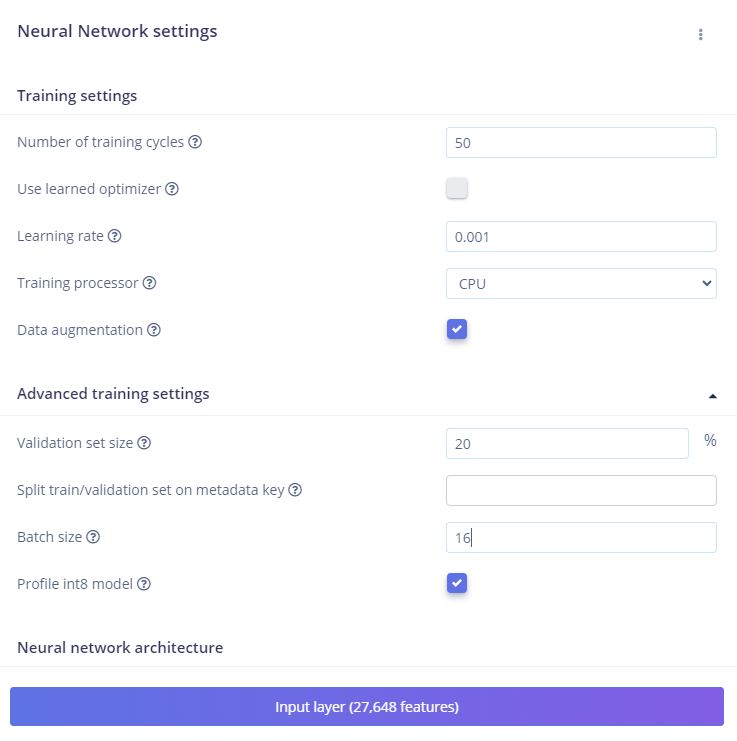 Neural Network settings
Training settings
Number of training cycles
50
Use learned optimizer
Learning rate
0.001
Training processor
CPU
Data augmentation
Advanced training settings
Validation set size
20 %
Split train/validation set on metadata key
Batch size
16
Profile int8 model
Neural network architecture
Input layer (27,648 features)